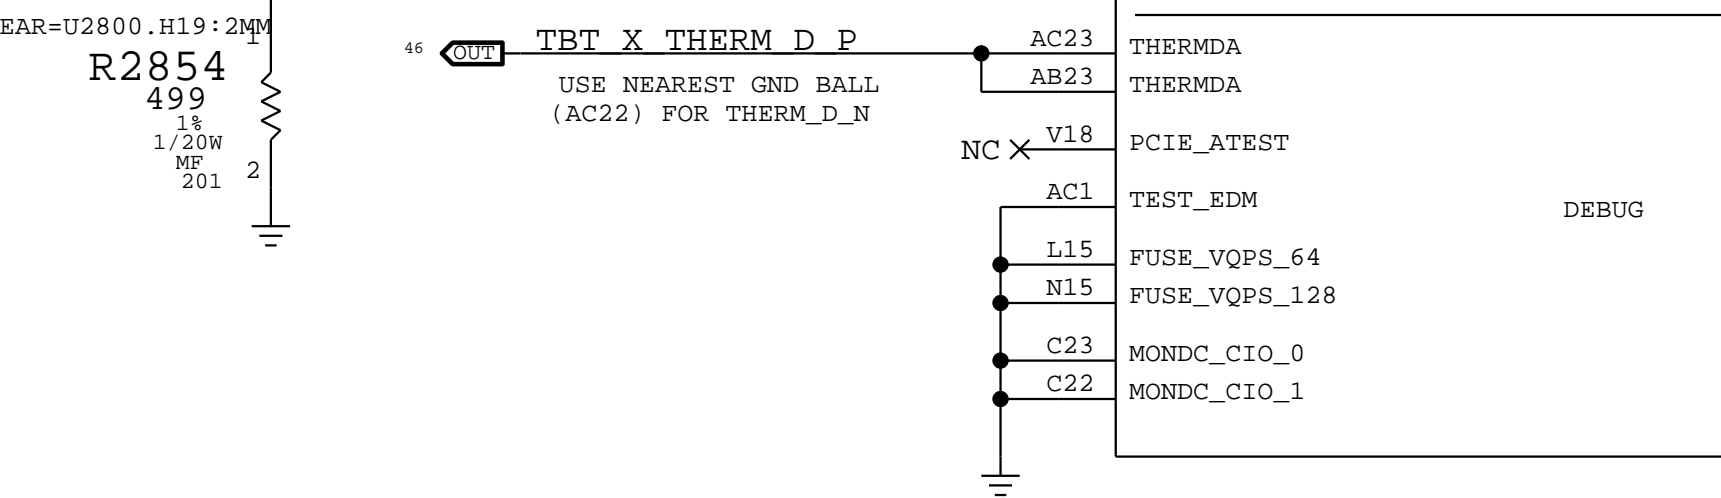 EAR=U2800.H19:2MM
1
R2854
499
1%
1/20W
MF
201
2
46
OUT
TBT_X_THERM_D_P
USE NEAREST GND BALL
(AC22) FOR THERM_D_N
AC23 THERMDA
AB23 THERMDA
NC V18 PCIE_ATEST
AC1 TEST_EDM
DEBUG
L15 FUSE_VQPS_64
N15 FUSE_VQPS_128
C23 MONDC_CIO_0
C22 MONDC_CIO_1